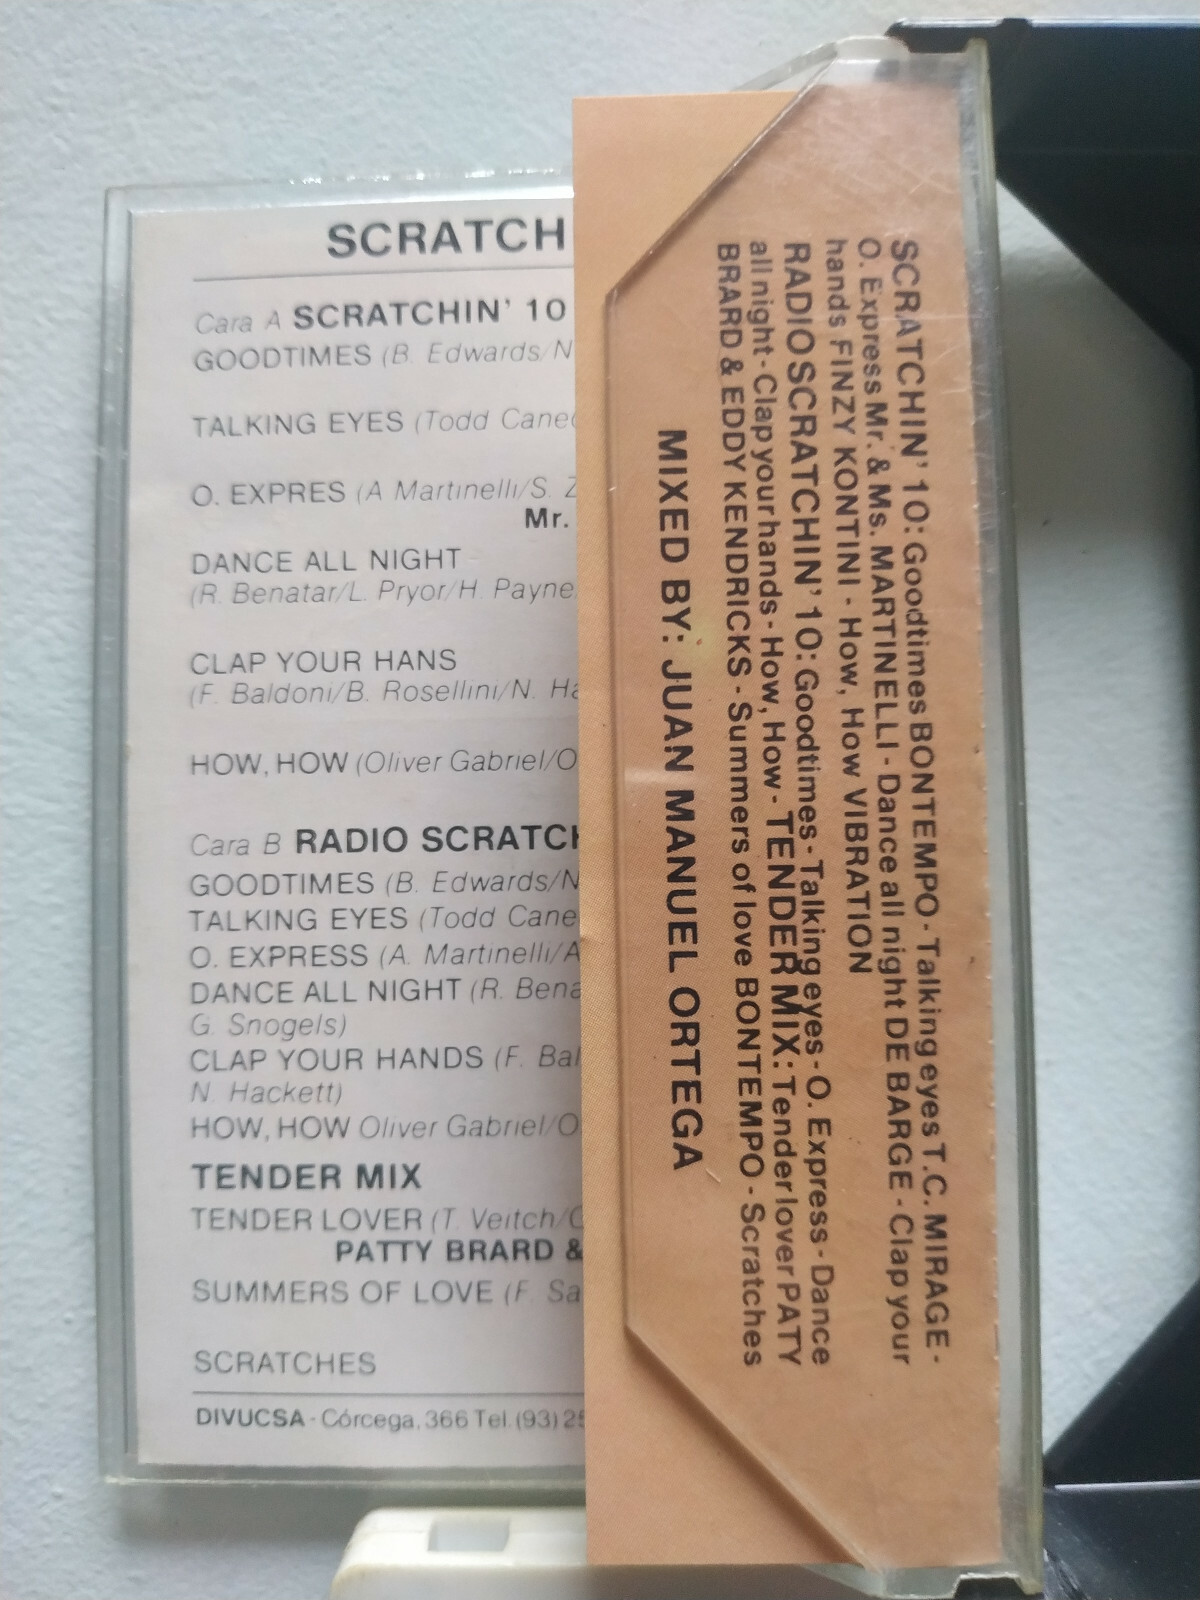 SCRATCH
Cara A SCRATCHIN' 10
GOODTIMES (B. Edwards/N
TALKING EYES (Todd Cane
O. EXPRES (A Martinelli/S. Z
Mr.
DANCE ALL NIGHT
(R. Benatar/L. Pryor/H. Payne
CLAP YOUR HANS
(F. Baldoni/B. Rosellini/N. Ha
HOW, HOW (Oliver Gabriel/O
Cara B RADIO SCRATCH
GOODTIMES (B. Edwards/N
TALKING EYES (Todd Cane
O. EXPRESS (A. Martinelli/A
DANCE ALL NIGHT (R. Bena
G. Snogels)
CLAP YOUR HANDS (F. Bal
N. Hackett)
HOW, HOW Oliver Gabriel/O
TENDER MIX
TENDER LOVER (T. Veitch/C
PATTY BRARD &
SUMMERS OF LOVE (F. Sa
SCRATCHES
DIVUCSA - Córcega, 366 Tel. (93) 25
SCRATCHIN' 10: Goodtimes BONTEMPO - Talking eyes T.C. MIRAGE -
O. Express Mr. & Ms. MARTINELLI - Dance all night DE BARGE - Clap your
hands FINZY KONTINI - How, How VIBRATION
RADIO SCRATCHIN' 10: Goodtimes - Talking eyes - O. Express - Dance
all night - Clap your hands - How, How - TENDER MIX: Tender lover PATY
BRARD & EDDY KENDRICKS - Summers of love BONTEMPO - Scratches
MIXED BY: JUAN MANUEL ORTEGA